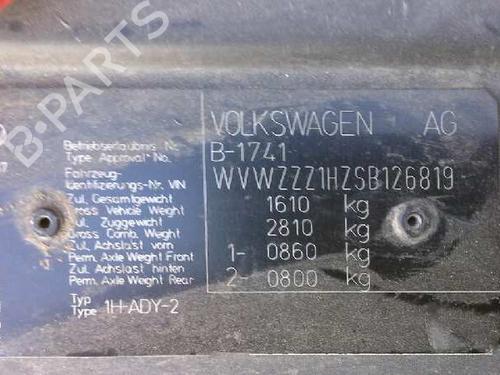 B-PARTS
VOLKSWAGEN AG
Betriebserlaubnis Nr. B-1741
Type Approval No.
Fahrzeug- WVWZZZ1HZSB126819
Identifizierungs-Nr. VIN
Zul. Gesamtgewicht 1610 kg
Gross Vehicle Weight
Zul. Zuggewicht 2810 kg
Gross Comb. Weight
Zul. Achslast vorn 1- 0860 kg
Perm. Axle Weight Front
Zul. Achslast hinten 2- 0800 kg
Perm. Axle Weight Rear
Typ
Type 1H-ADY-2